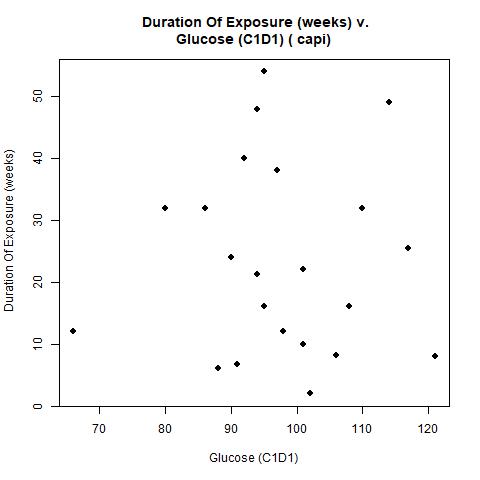 Duration Of Exposure (weeks) v.
Glucose (C1D1) ( capi)
Duration Of Exposure (weeks)
50
40
30
20
10
0
70 80 90 100 110 120
Glucose (C1D1)